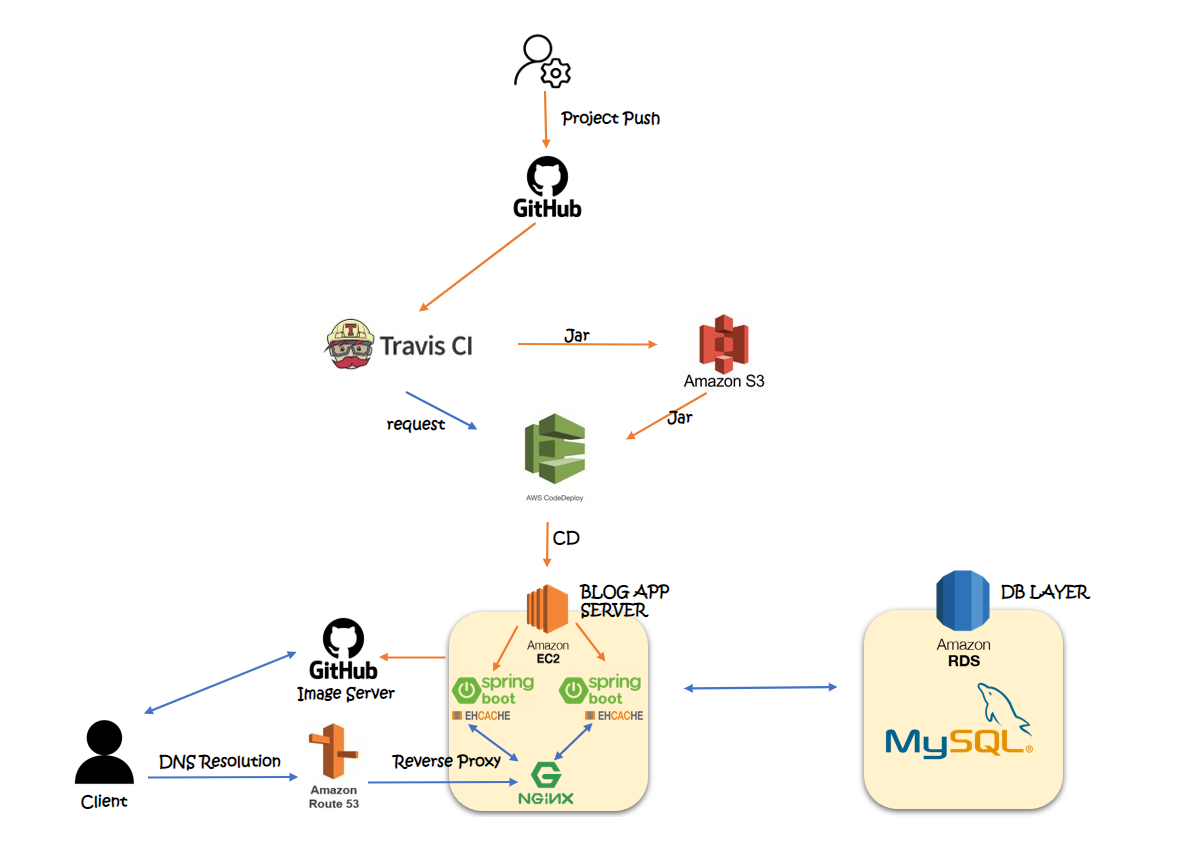 Project Push
GitHub
T
Travis CI
Jar
Amazon S3
request
Jar
AWS CodeDeploy
CD
BLOG APP
SERVER
DB LAYER
Amazon
EC2
Amazon
RDS
GitHub
Image Server
spring
boot
spring
boot
EHCACHE
EHCACHE
MySQL®
DNS Resolution
Reverse Proxy
Client
Amazon
Route 53
NGINX